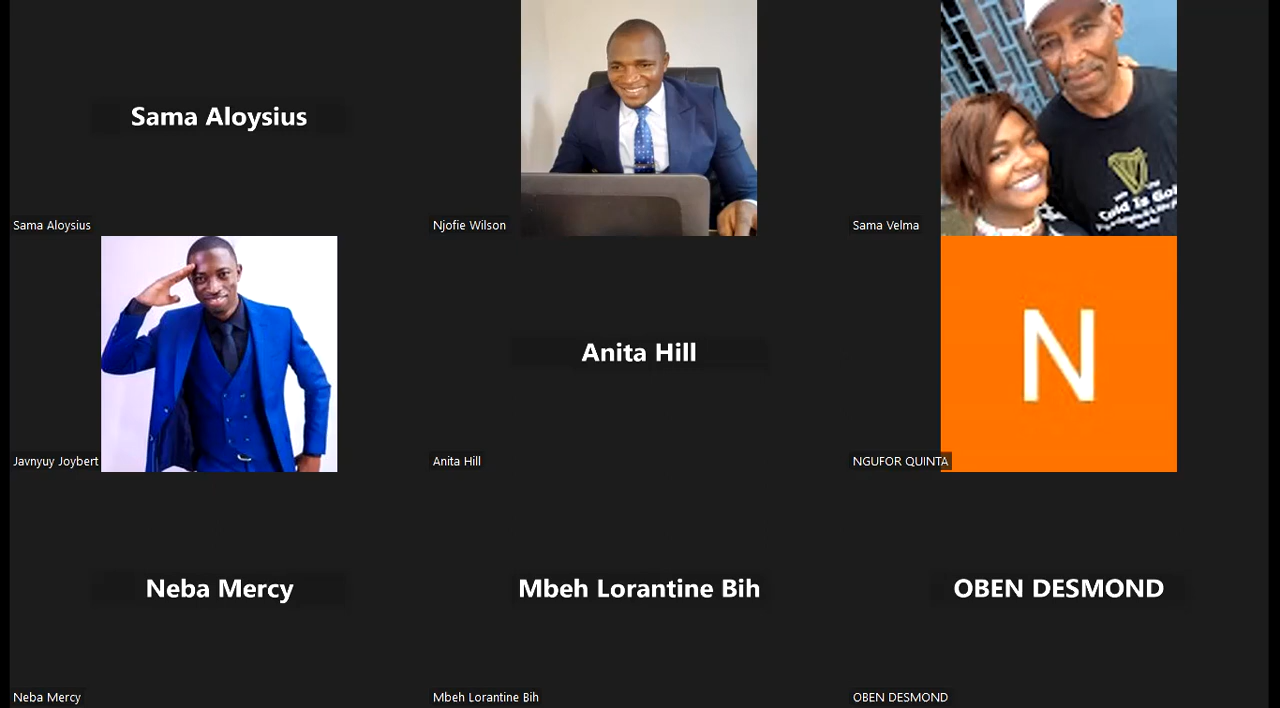 Sama Aloysius
Sama Aloysius
Njofie Wilson
Sama Velma
Javnyuy Joybert
Anita Hill
Anita Hill
N
NGUFOR QUINTA
Neba Mercy
Mbeh Lorantine Bih
OBEN DESMOND
Neba Mercy
Mbeh Lorantine Bih
OBEN DESMOND